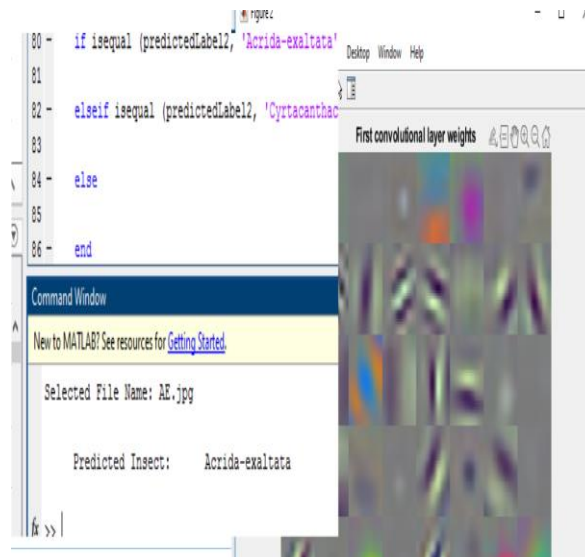 Figure 2
80 - if isequal (predictedLabel2, 'Acrida-exaltata'
81
82 - elseif isequal (predictedLabel2, 'Cyrtacanthac
83
84 - else
85
86 - end
Desktop Window Help
First convolutional layer weights
Command Window
New to MATLAB? See resources for Getting Started.
Selected File Name: AE.jpg
Predicted Insect: Acrida-exaltata
fx >>